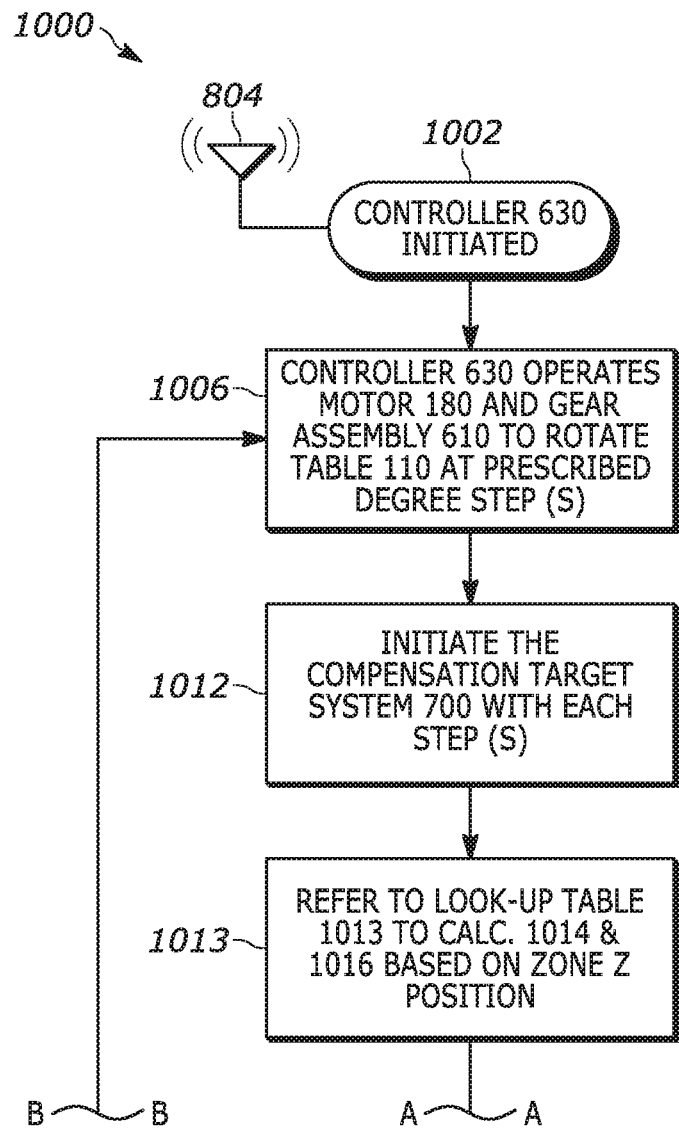 1000
804
1002
CONTROLLER 630
INITIATED
1006
CONTROLLER 630 OPERATES
MOTOR 180 AND GEAR
ASSEMBLY 610 TO ROTATE
TABLE 110 AT PRESCRIBED
DEGREE STEP (S)
1012
INITIATE THE
COMPENSATION TARGET
SYSTEM 700 WITH EACH
STEP (S)
1013
REFER TO LOOK-UP TABLE
1013 TO CALC. 1014 &
1016 BASED ON ZONE Z
POSITION
B B A A